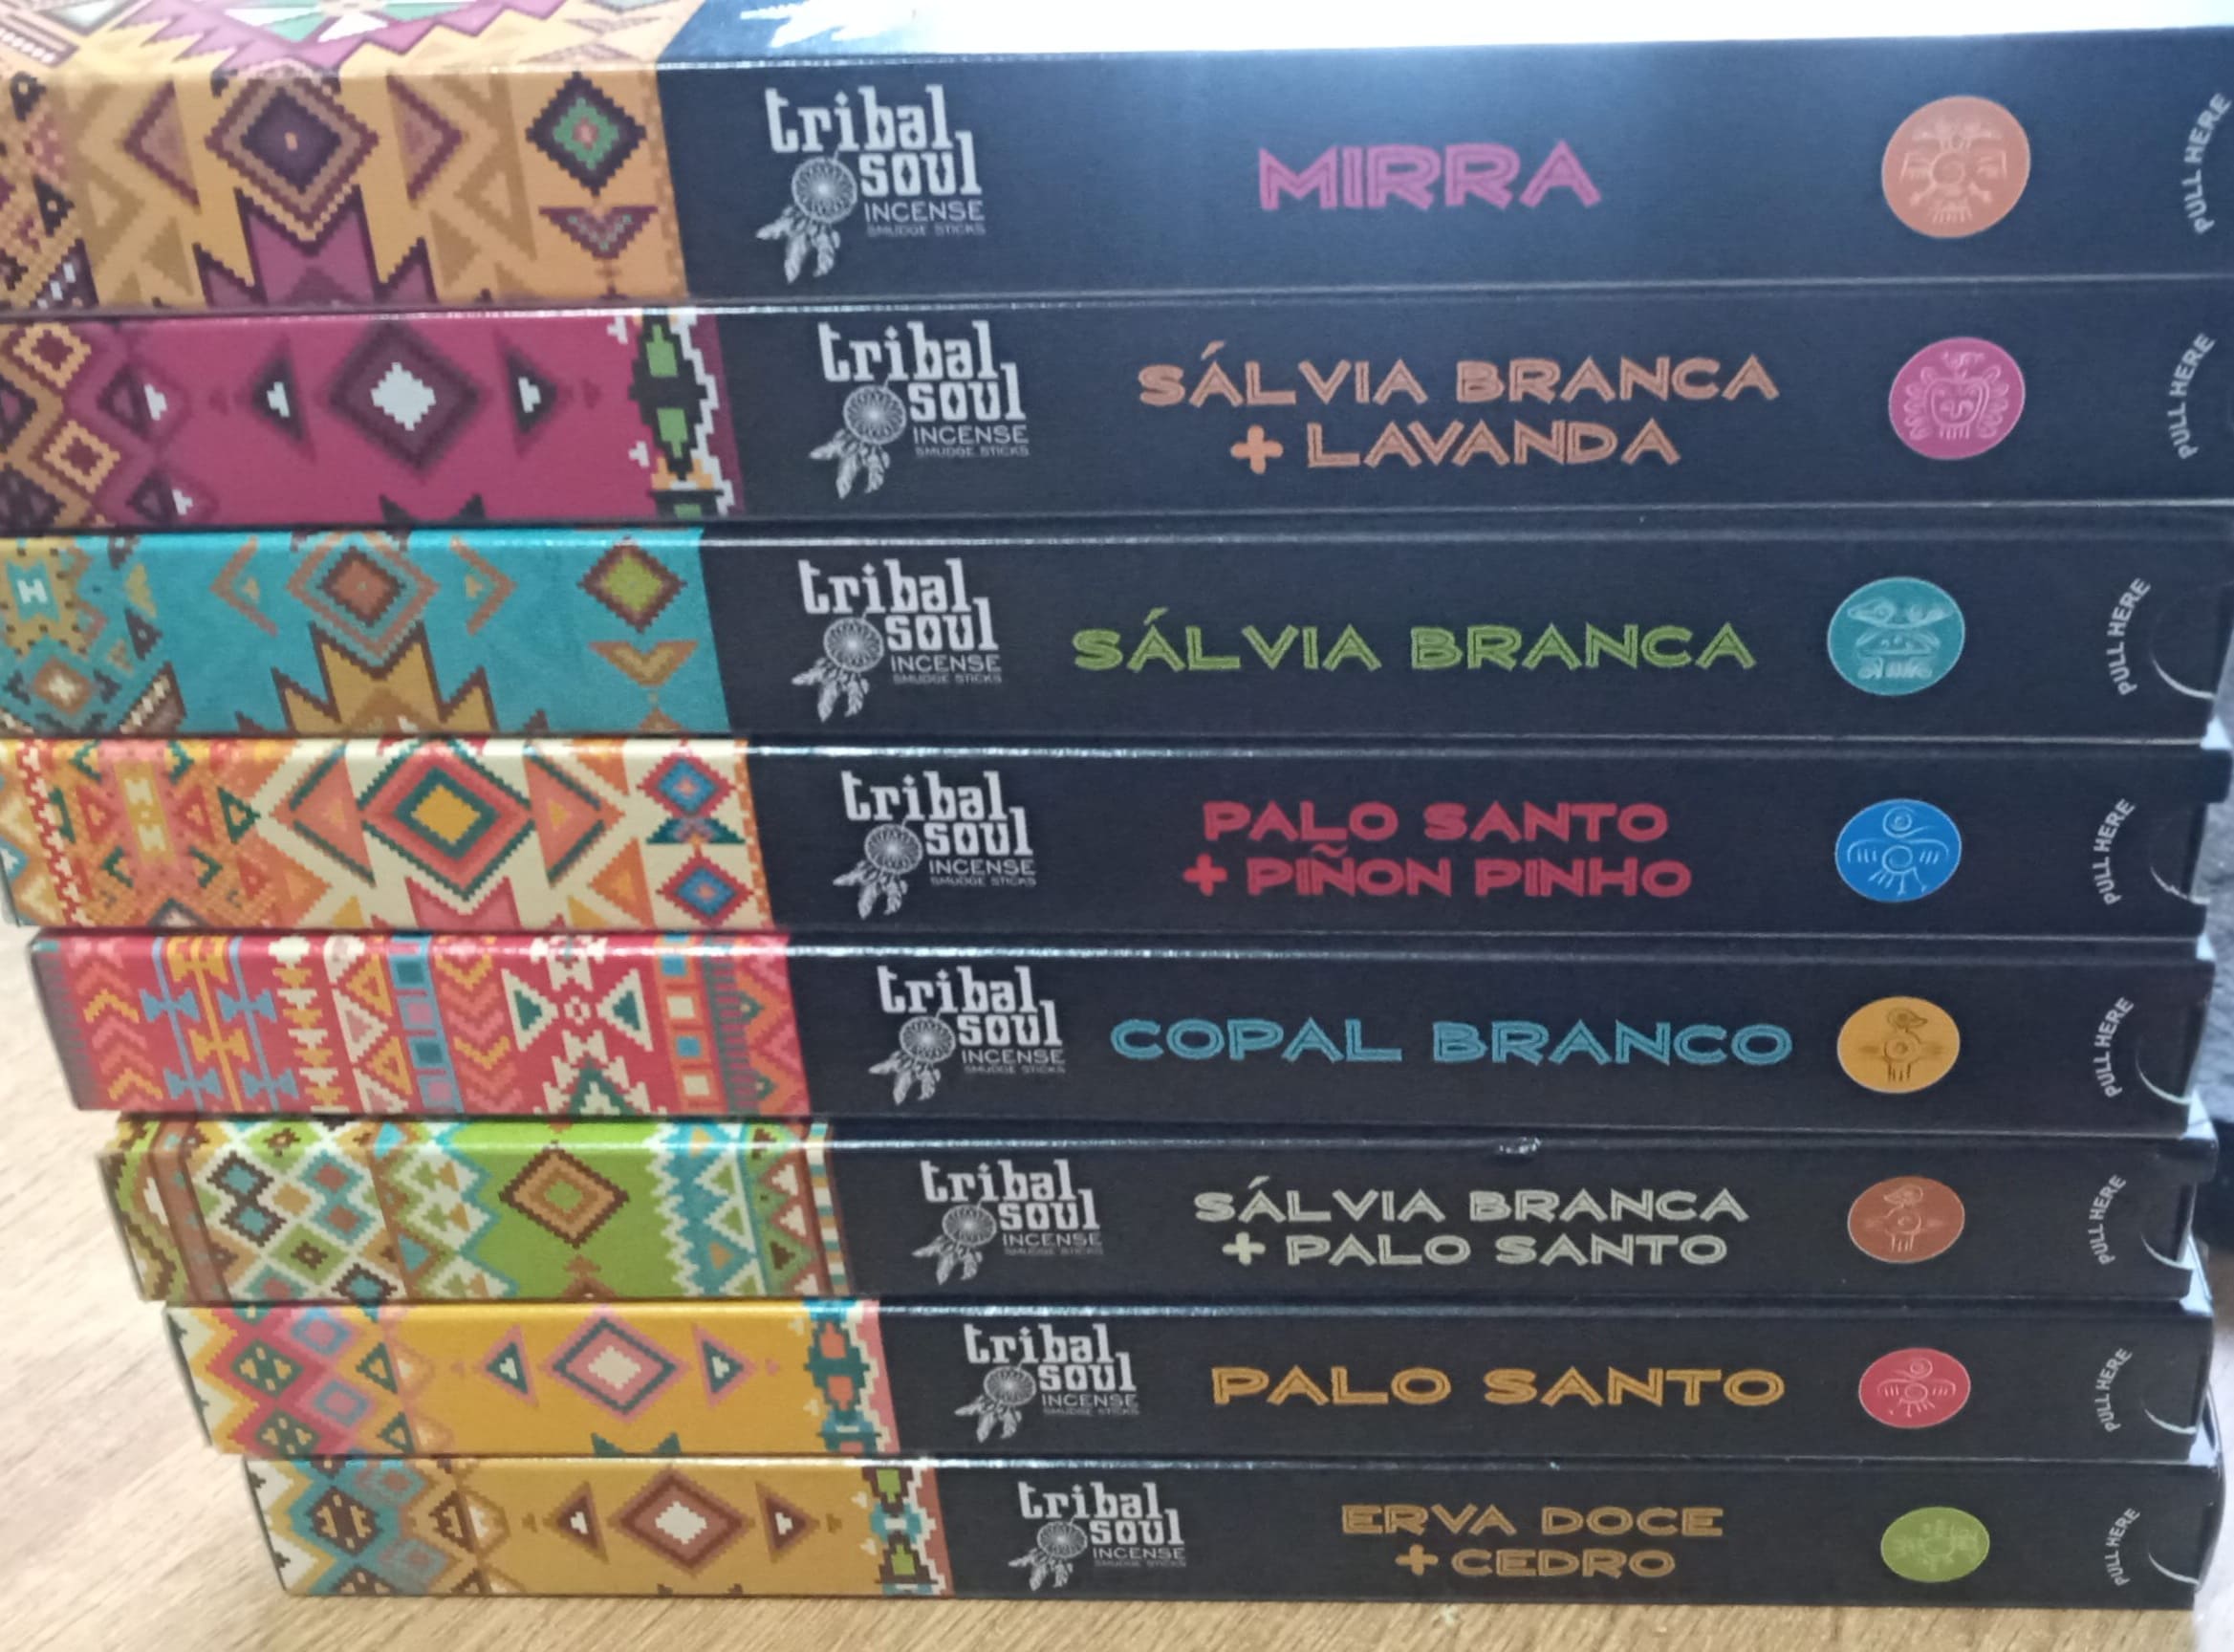 tribal
soul
INCENSE
SMUDGE STICKS
MIRRA
PULL HERE
tribal
soul
INCENSE
SMUDGE STICKS
SÁLVIA BRANCA
+ LAVANDA
PULL HERE
tribal
soul
INCENSE
SMUDGE STICKS
SÁLVIA BRANCA
PULL HERE
tribal
soul
INCENSE
SMUDGE STICKS
PALO SANTO
+ PIÑON PINHO
PULL HERE
tribal
soul
INCENSE
SMUDGE STICKS
COPAL BRANCO
PULL HERE
tribal
soul
INCENSE
SMUDGE STICKS
SÁLVIA BRANCA
+ PALO SANTO
PULL HERE
tribal
soul
INCENSE
SMUDGE STICKS
PALO SANTO
PULL HERE
tribal
soul
INCENSE
SMUDGE STICKS
ERVA DOCE
+ CEDRO
PULL HERE